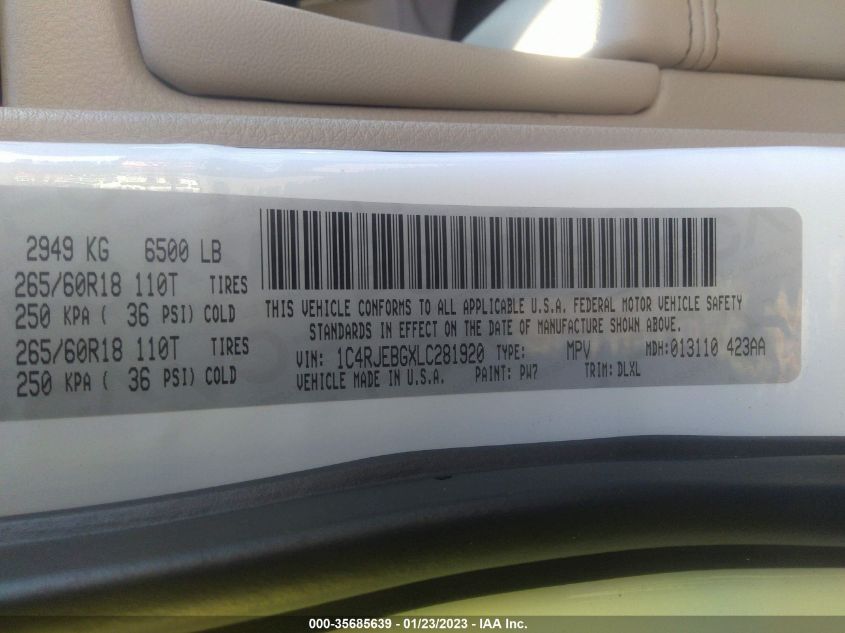 2949 KG 6500 LB
265/60R18 110T TIRES
250 KPA ( 36 PSI) COLD
265/60R18 110T TIRES
250 KPA ( 36 PSI) COLD
THIS VEHICLE CONFORMS TO ALL APPLICABLE U.S.A. FEDERAL MOTOR VEHICLE SAFETY
STANDARDS IN EFFECT ON THE DATE OF MANUFACTURE SHOWN ABOVE.
VIN: 1C4RJEBGXLC281920 TYPE: MPV MDH:013110 423AA
VEHICLE MADE IN U.S.A. PAINT: PW7 TRIM: DLXL
000-35685639 - 01/23/2023 - IAA Inc.